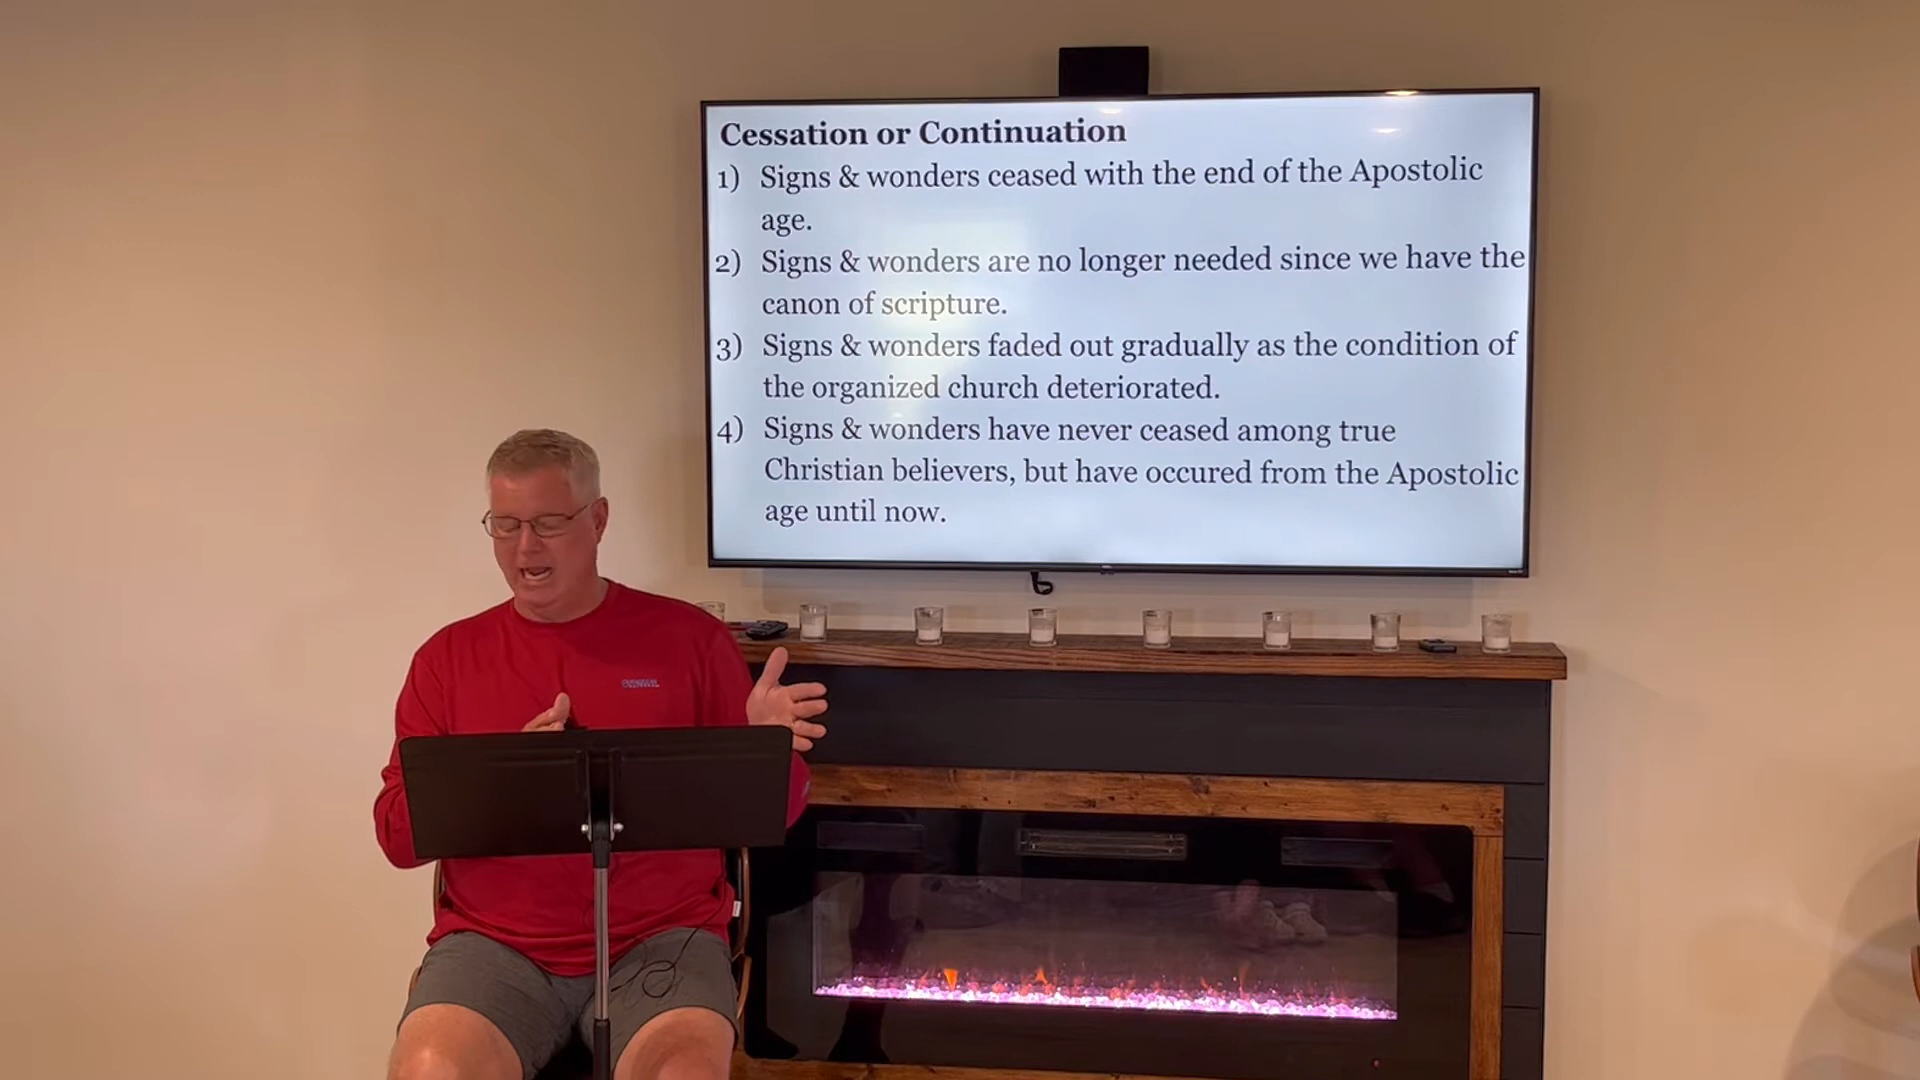 Cessation or Continuation
1) Signs & wonders ceased with the end of the Apostolic
age.
2) Signs & wonders are no longer needed since we have the
canon of scripture.
3) Signs & wonders faded out gradually as the condition of
the organized church deteriorated.
4) Signs & wonders have never ceased among true
Christian believers, but have occured from the Apostolic
age until now.